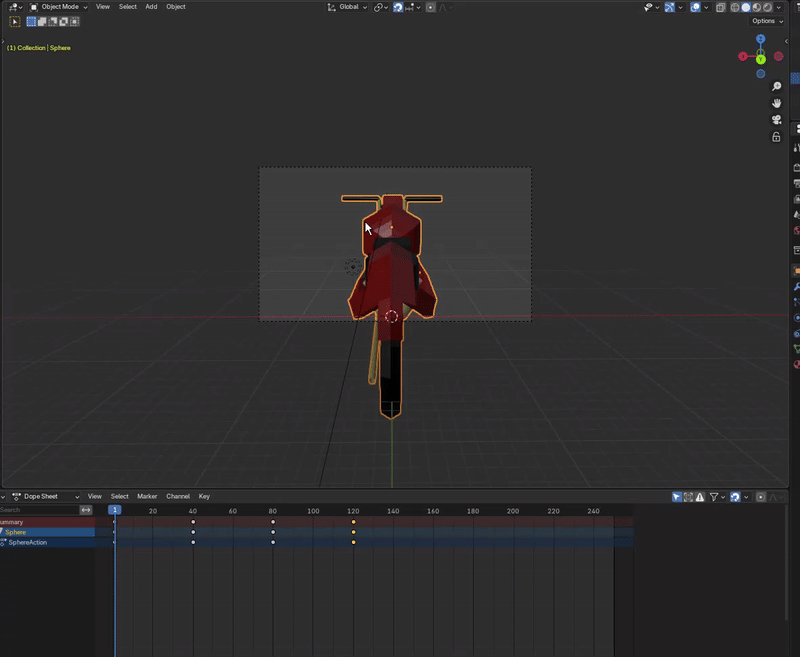 Object Mode View Select Add Object Global
Options
(1) Collection | Sphere
Z
Y
Dope Sheet View Select Marker Channel Key
Search 1 20 40 60 80 100 120 140 160 180 200 220 240
ummary
Sphere
SphereAction